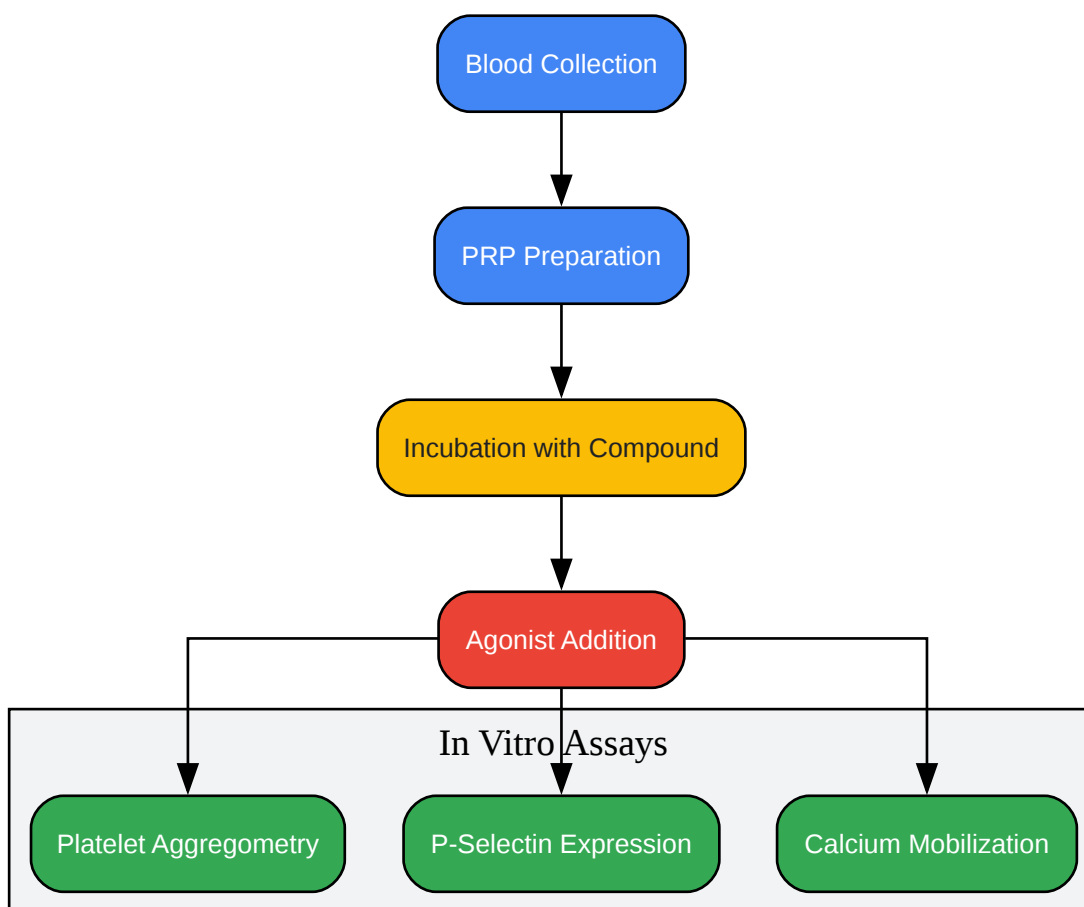 Blood Collection
PRP Preparation
Incubation with Compound
Agonist Addition
In Vitro Assays
Platelet Aggregometry
P-Selectin Expression
Calcium Mobilization